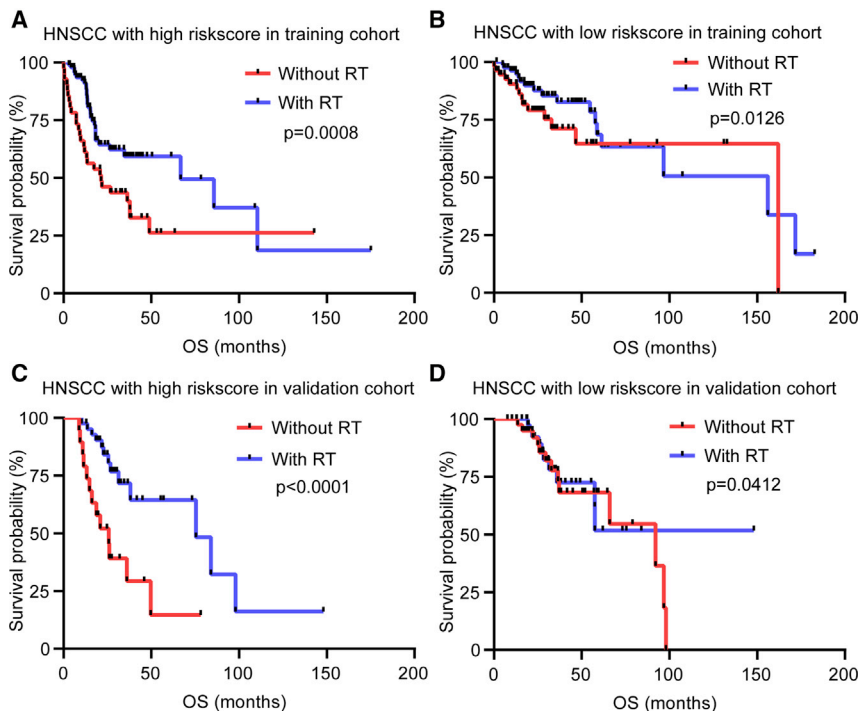 A
HNSCC with high riskscore in training cohort
Survival probability (%)
100
75
50
25
0
Without RT
With RT
p=0.0008
0 50 100 150 200
OS (months)
B
HNSCC with low riskscore in training cohort
Survival probability (%)
100
75
50
25
0
Without RT
With RT
p=0.0126
0 50 100 150 200
OS (months)
C
HNSCC with high riskscore in validation cohort
Survival probability (%)
100
75
50
25
0
Without RT
With RT
p<0.0001
0 50 100 150 200
OS (months)
D
HNSCC with low riskscore in validation cohort
Survival probability (%)
100
75
50
25
0
Without RT
With RT
p=0.0412
0 50 100 150 200
OS (months)